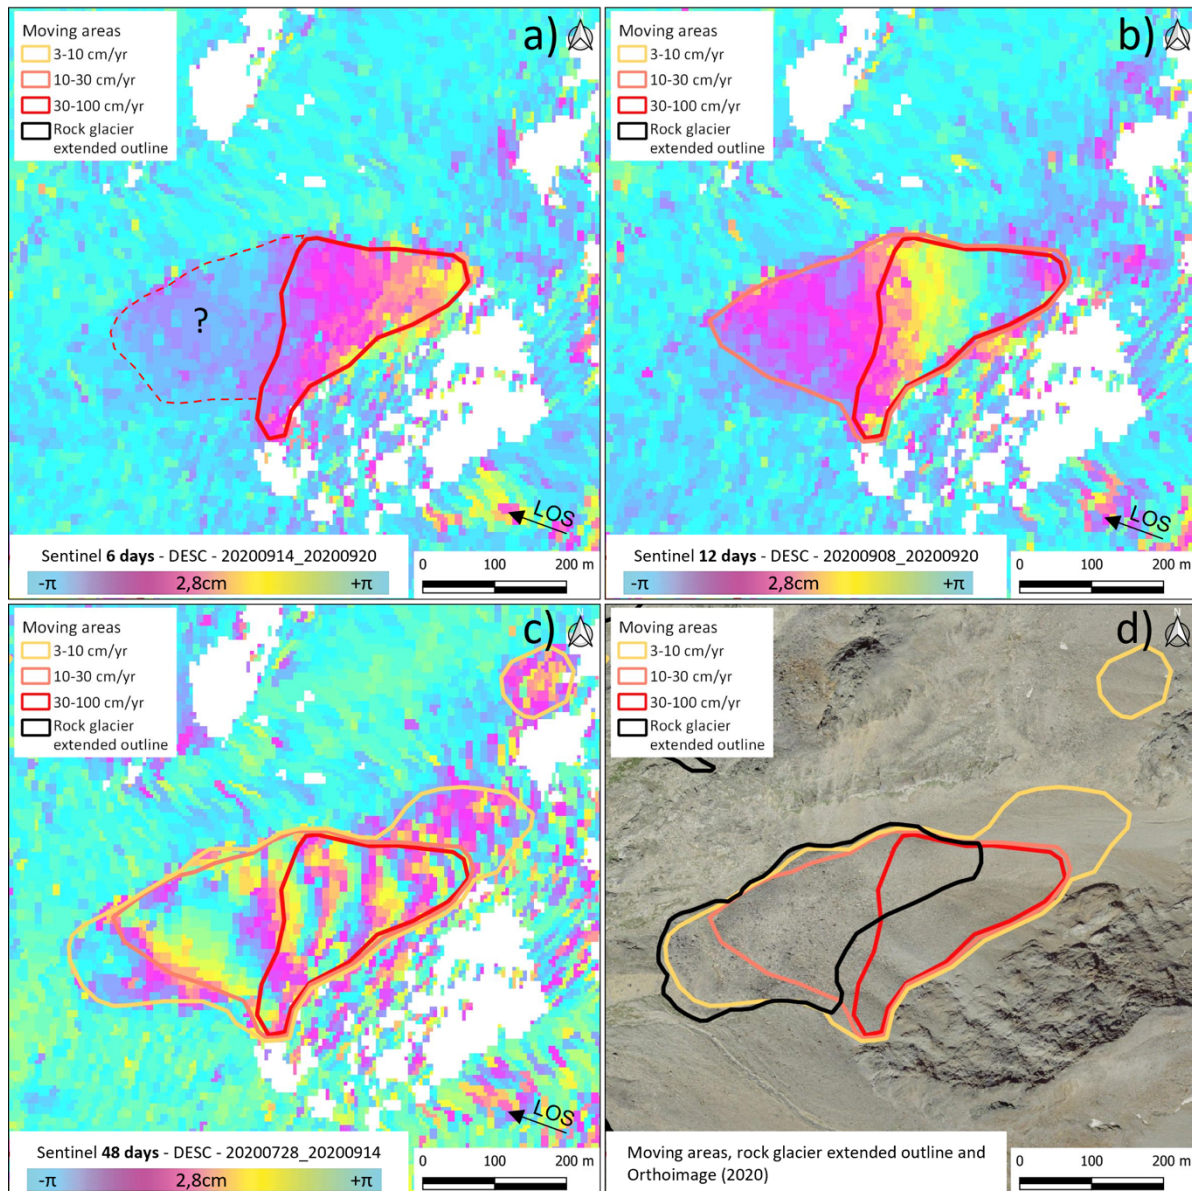 a)
N
Moving areas
3-10 cm/yr
10-30 cm/yr
30-100 cm/yr
Rock glacier
extended outline
?
LOS
Sentinel 6 days - DESC - 20200914_20200920
-π 2,8cm +π
0 100 200 m
b)
N
Moving areas
3-10 cm/yr
10-30 cm/yr
30-100 cm/yr
Rock glacier
extended outline
LOS
Sentinel 12 days - DESC - 20200908_20200920
-π 2,8cm +π
0 100 200 m
c)
N
Moving areas
3-10 cm/yr
10-30 cm/yr
30-100 cm/yr
Rock glacier
extended outline
LOS
Sentinel 48 days - DESC - 20200728_20200914
-π 2,8cm +π
0 100 200 m
d)
N
Moving areas
3-10 cm/yr
10-30 cm/yr
30-100 cm/yr
Rock glacier
extended outline
Moving areas, rock glacier extended outline and
Orthoimage (2020)
0 100 200 m